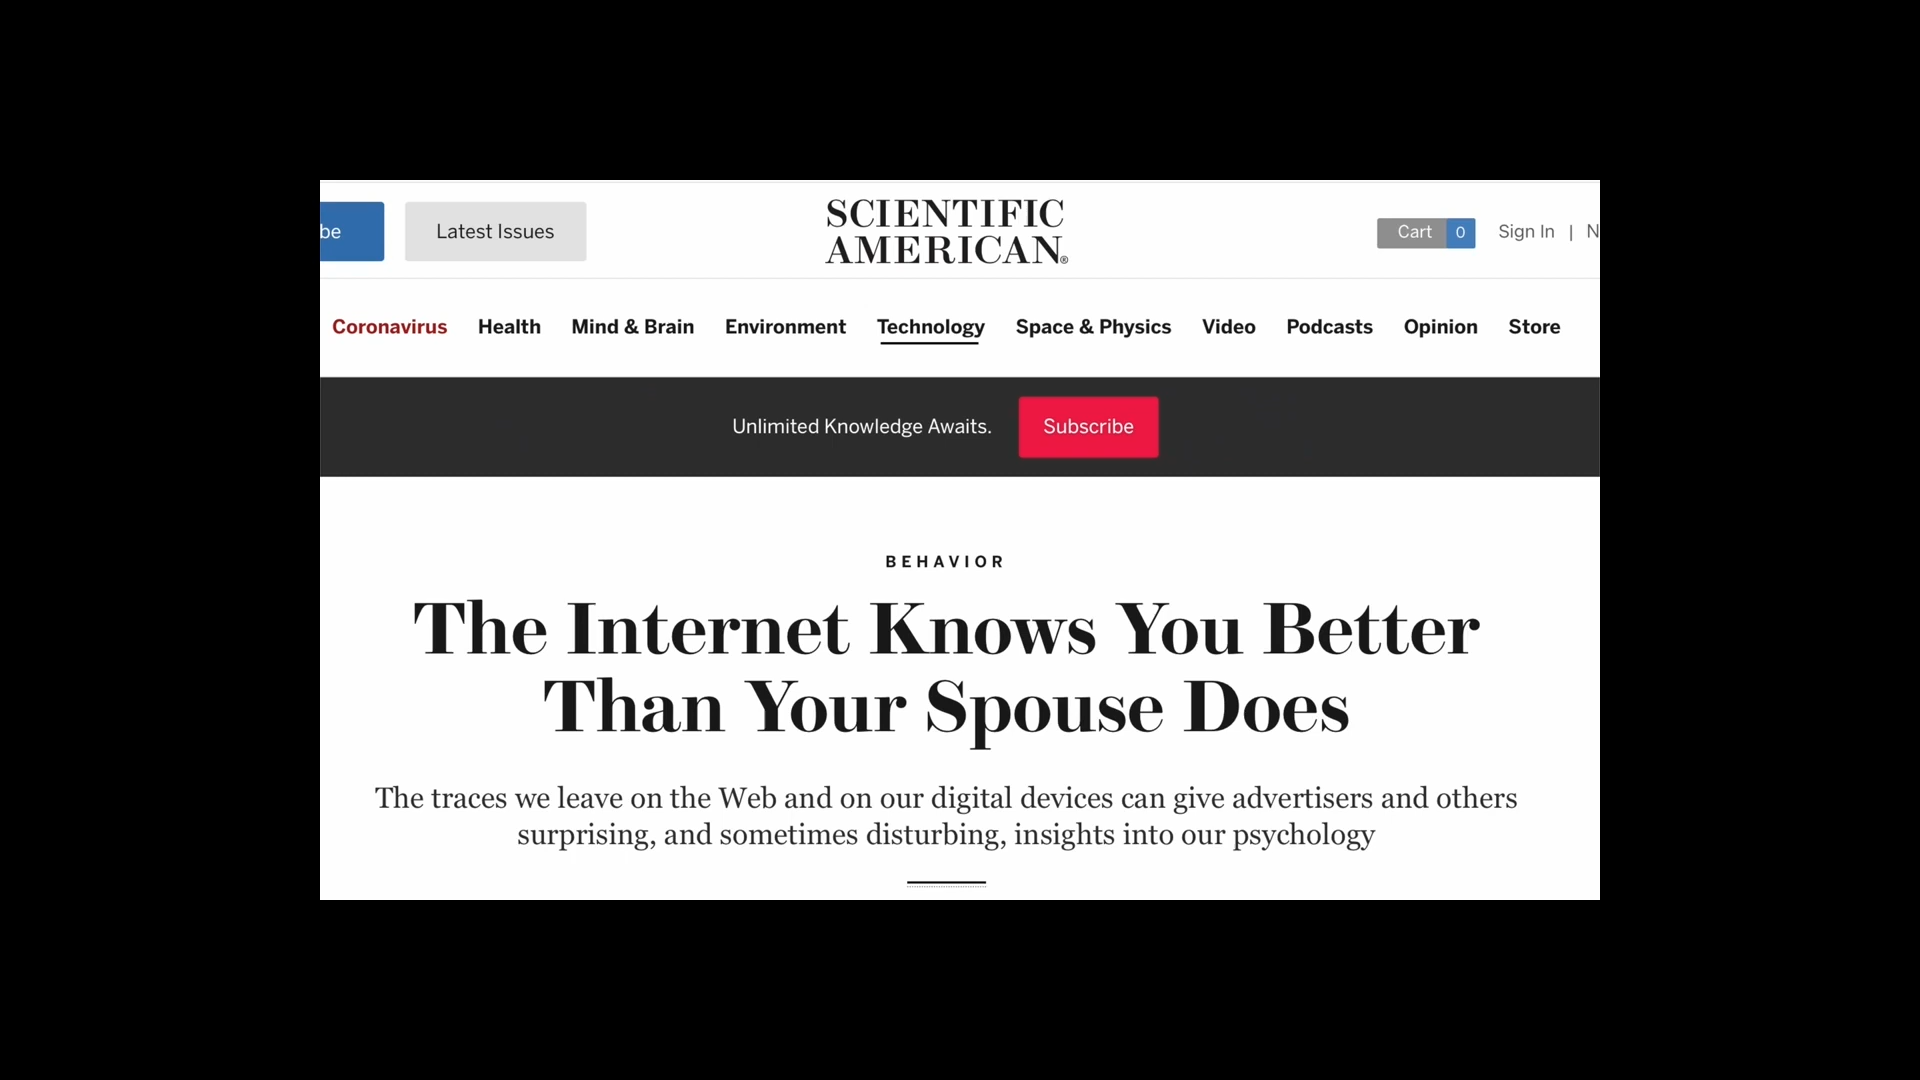 be
Latest Issues
SCIENTIFIC
AMERICAN®
Cart 0
Sign In | N
Coronavirus Health Mind & Brain Environment Technology Space & Physics Video Podcasts Opinion Store
Unlimited Knowledge Awaits. Subscribe
BEHAVIOR
The Internet Knows You Better
Than Your Spouse Does
The traces we leave on the Web and on our digital devices can give advertisers and others
surprising, and sometimes disturbing, insights into our psychology